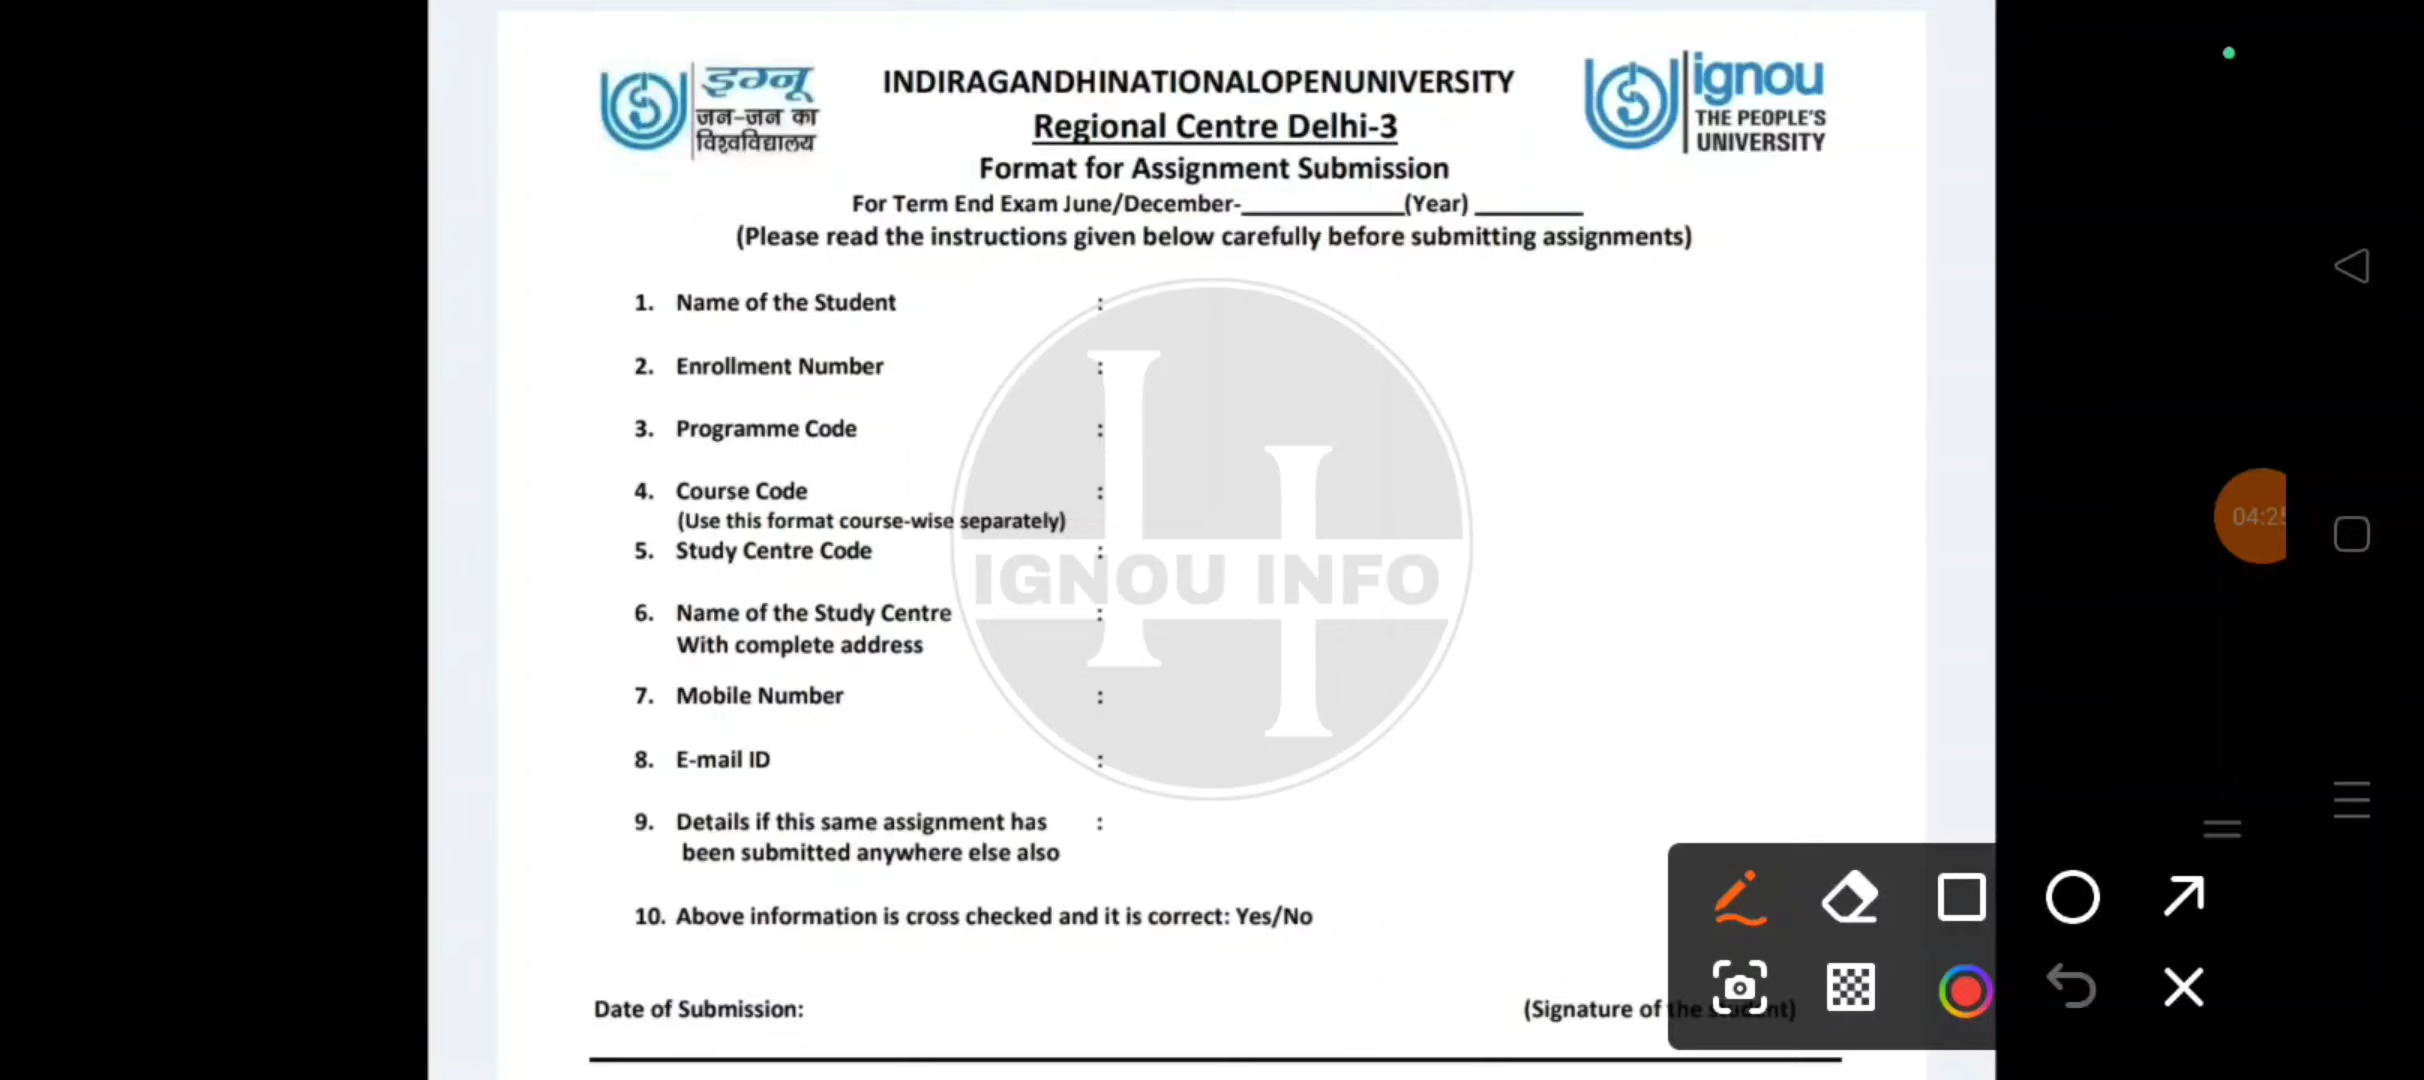 इग्नू
जन-जन का
विश्वविद्यालय
INDIRAGANDHINATIONALOPENUNIVERSITY
Regional Centre Delhi-3
Format for Assignment Submission
For Term End Exam June/December-____________(Year) ________
(Please read the instructions given below carefully before submitting assignments)
ignou
THE PEOPLE'S
UNIVERSITY
1. Name of the Student :
2. Enrollment Number :
3. Programme Code :
4. Course Code :
(Use this format course-wise separately)
5. Study Centre Code :
IGNOU INFO
6. Name of the Study Centre :
With complete address
7. Mobile Number :
8. E-mail ID :
9. Details if this same assignment has :
been submitted anywhere else also
10. Above information is cross checked and it is correct: Yes/No
Date of Submission: (Signature of the student)